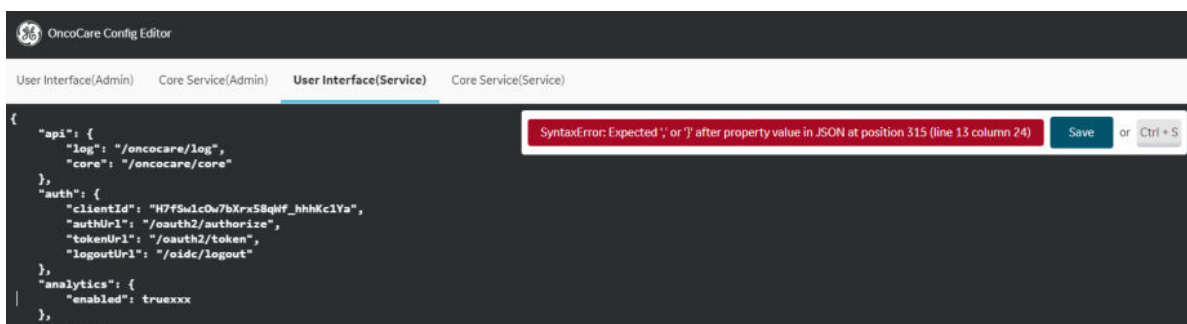 OncoCare Config Editor
User Interface(Admin) Core Service(Admin) User Interface(Service) Core Service(Service)
SyntaxError: Expected ',' or '}' after property value in JSON at position 315 (line 13 column 24) Save or Ctrl + S
{
"api": {
"log": "/oncocare/log",
"core": "/oncocare/core"
},
"auth": {
"clientId": "H7fSwlcOw7bXrx58qWf_hhhKclYa",
"authUrl": "/oauth2/authorize",
"tokenUrl": "/oauth2/token",
"logoutUrl": "/oidc/logout"
},
"analytics": {
"enabled": truexxx
},